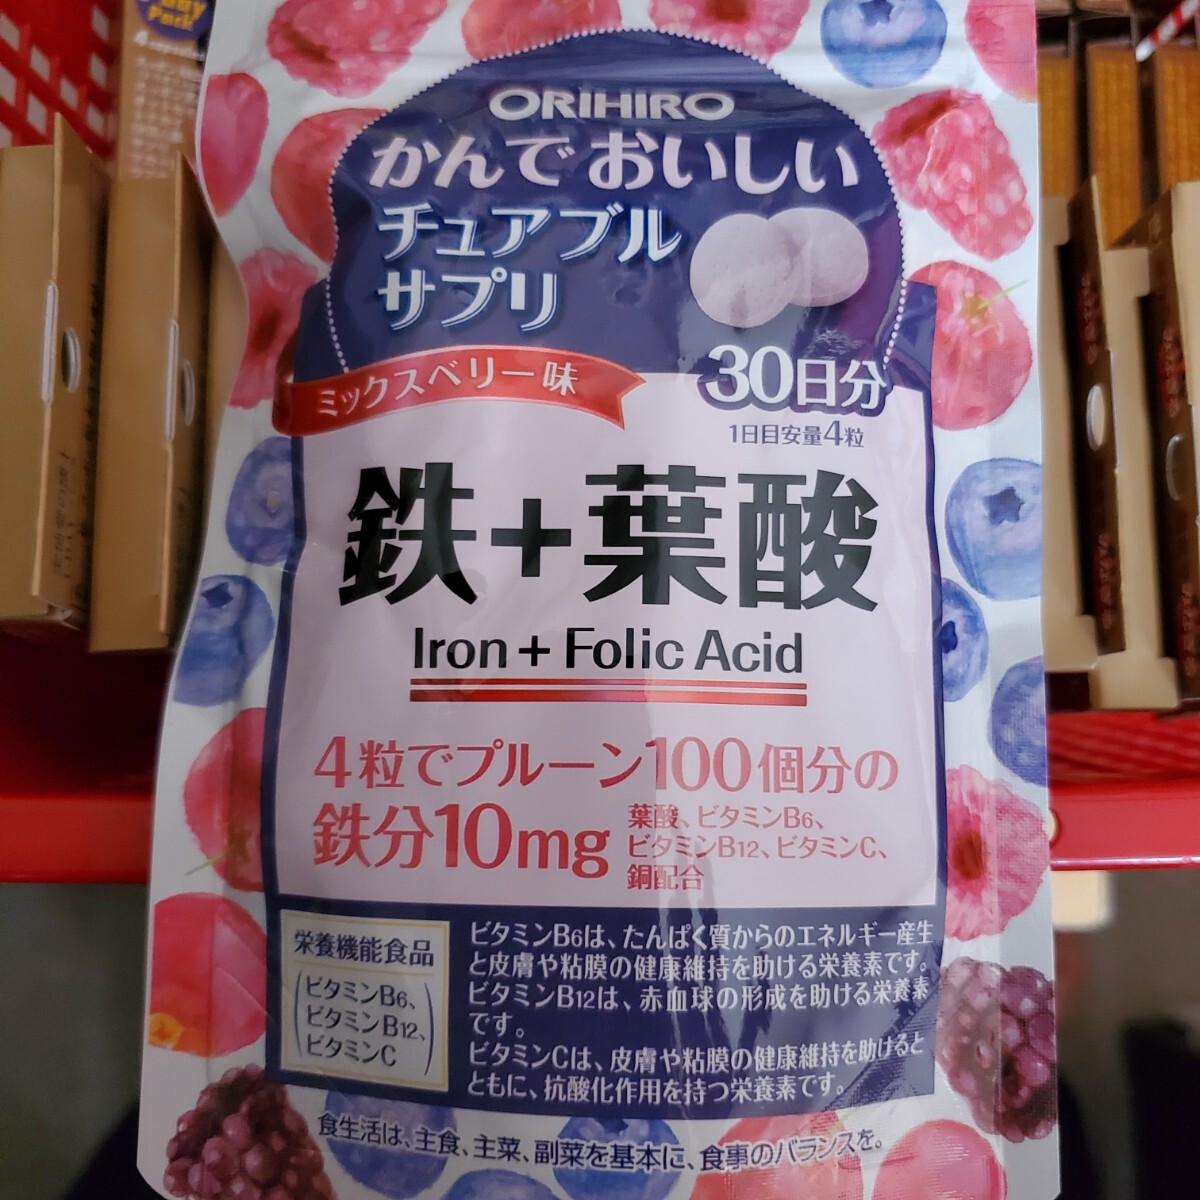 ORIHIRO
かんでおいしい
チュアブル
サプリ
ミックスベリー味
30日分
1日目安量4粒
鉄+葉酸
Iron + Folic Acid
4粒でプルーン100個分の
鉄分10mg
葉酸、ビタミンB6、
ビタミンB12、ビタミンC、
銅配合
栄養機能食品
(ビタミンB6、
ビタミンB12、
ビタミンC)
ビタミンB6は、たんぱく質からのエネルギー産生
と皮膚や粘膜の健康維持を助ける栄養素です。
ビタミンB12は、赤血球の形成を助ける栄養素
です。
ビタミンCは、皮膚や粘膜の健康維持を助けると
ともに、抗酸化作用を持つ栄養素です。
食生活は、主食、主菜、副菜を基本に、食事のバランスを。